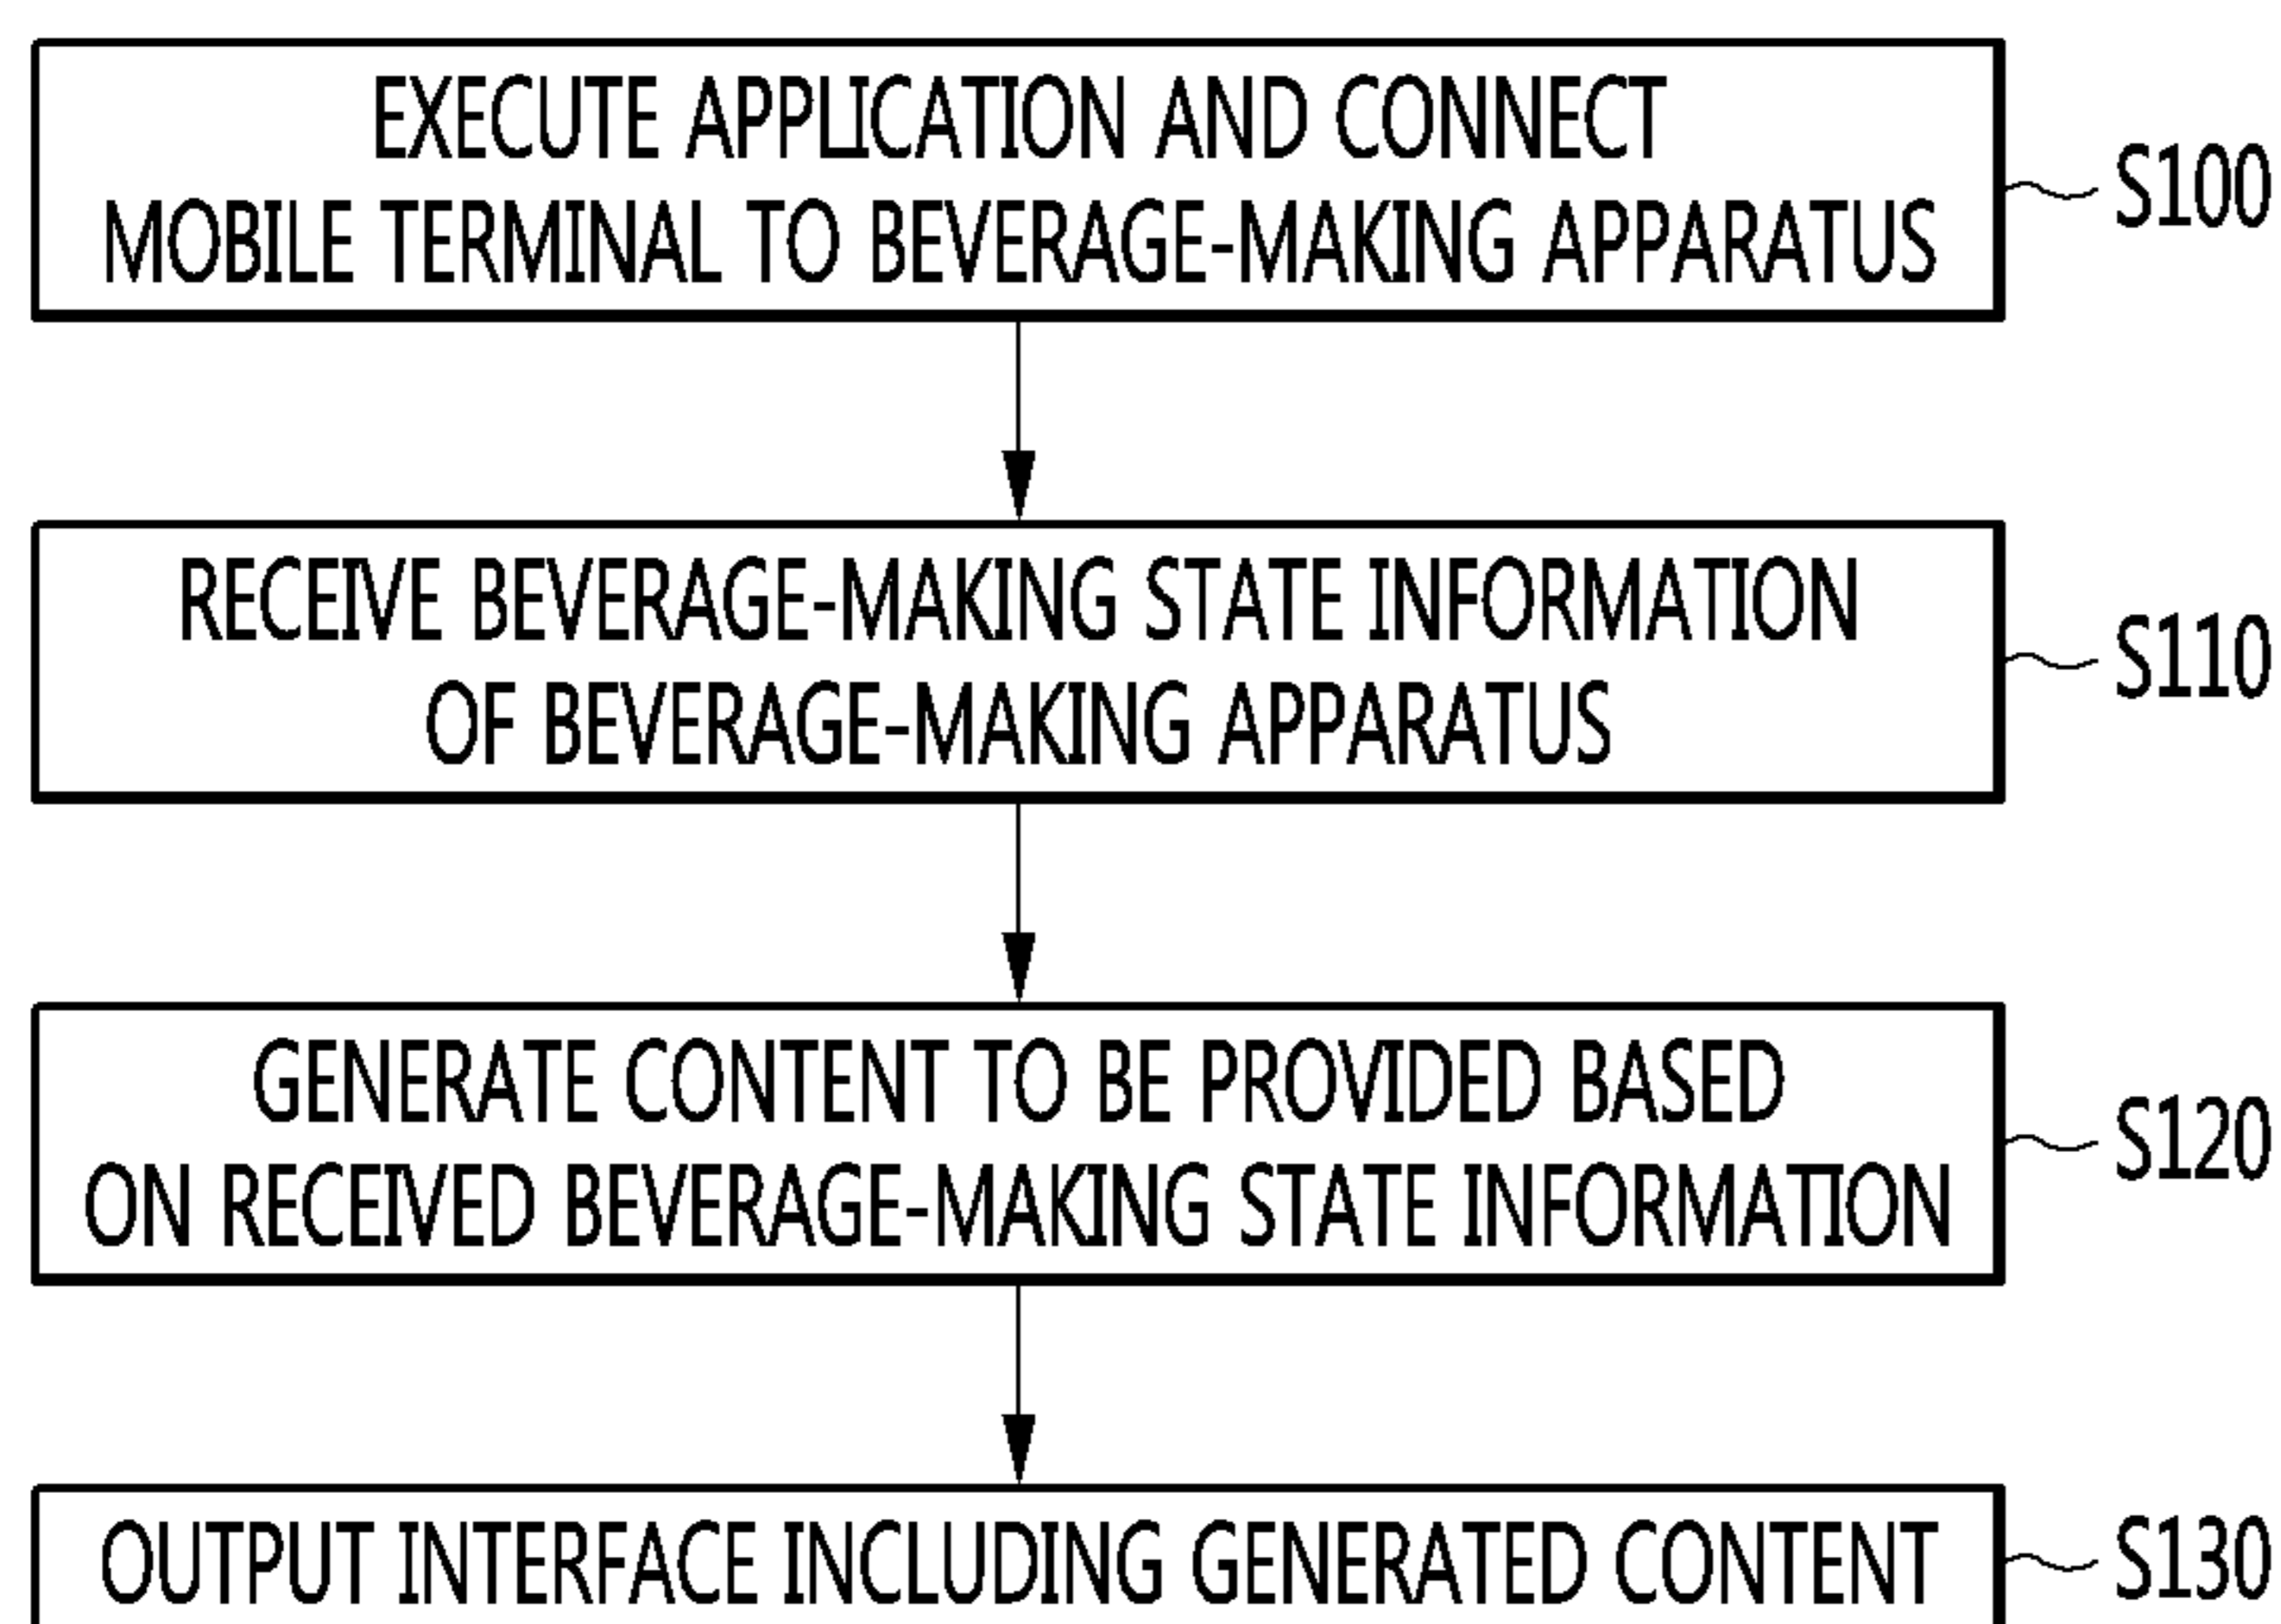 EXECUTE APPLICATION AND CONNECT
MOBILE TERMINAL TO BEVERAGE-MAKING APPARATUS
S100
RECEIVE BEVERAGE-MAKING STATE INFORMATION
OF BEVERAGE-MAKING APPARATUS
S110
GENERATE CONTENT TO BE PROVIDED BASED
ON RECEIVED BEVERAGE-MAKING STATE INFORMATION
S120
OUTPUT INTERFACE INCLUDING GENERATED CONTENT
S130